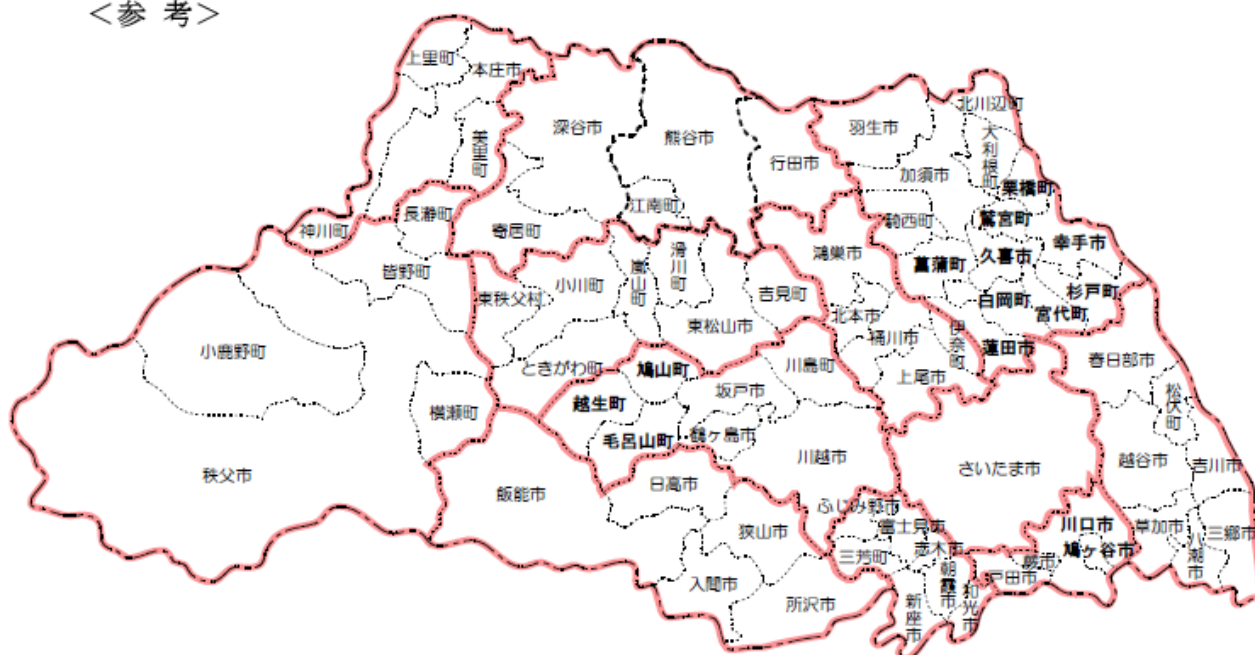 ＜参 考＞
上里町
本庄市
美里町
神川町
長瀞町
皆野町
小鹿野町
秩父市
横瀬町
深谷市
熊谷市
行田市
江南町
寄居町
東秩父村
小川町
嵐山町
滑川町
吉見町
東松山市
ときがわ町
鳩山町
越生町
毛呂山町
坂戸市
鶴ヶ島市
川島町
川越市
飯能市
日高市
狭山市
入間市
所沢市
羽生市
北川辺町
大利根町
加須市
騎西町
栗橋町
鷲宮町
幸手市
久喜市
菖蒲町
白岡町
杉戸町
宮代町
蓮田市
鴻巣市
北本市
桶川市
伊奈町
上尾市
さいたま市
春日部市
松伏町
越谷市
吉川市
草加市
八潮市
三郷市
川口市
鳩ヶ谷市
蕨市
戸田市
ふじみ野市
富士見市
三芳町
志木市
朝霞市
新座市
和光市